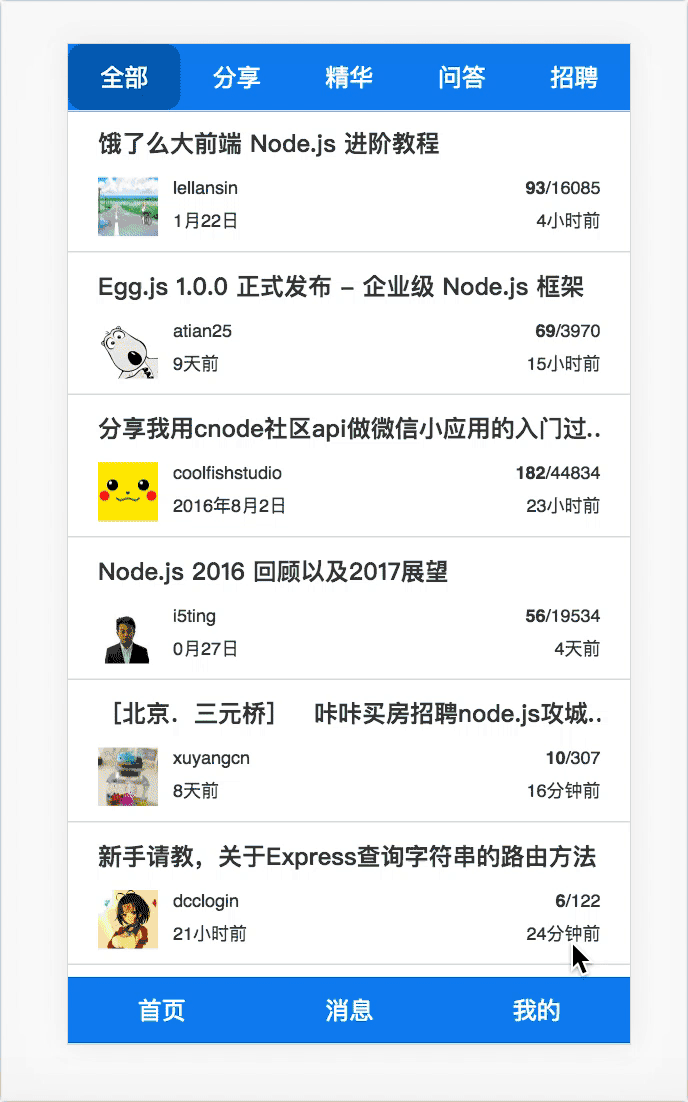 全部 分享 精华 问答 招聘
饿了么大前端 Node.js 进阶教程
lellansin 93/16085
1月22日 4小时前
Egg.js 1.0.0 正式发布 – 企业级 Node.js 框架
atian25 69/3970
9天前 15小时前
分享我用cnode社区api做微信小应用的入门过..
coolfishstudio 182/44834
2016年8月2日 23小时前
Node.js 2016 回顾以及2017展望
i5ting 56/19534
0月27日 4天前
［北京．三元桥］ 咔咔买房招聘node.js攻城..
xuyangcn 10/307
8天前 16分钟前
新手请教，关于Express查询字符串的路由方法
dcclogin 6/122
21小时前 24分钟前
首页 消息 我的